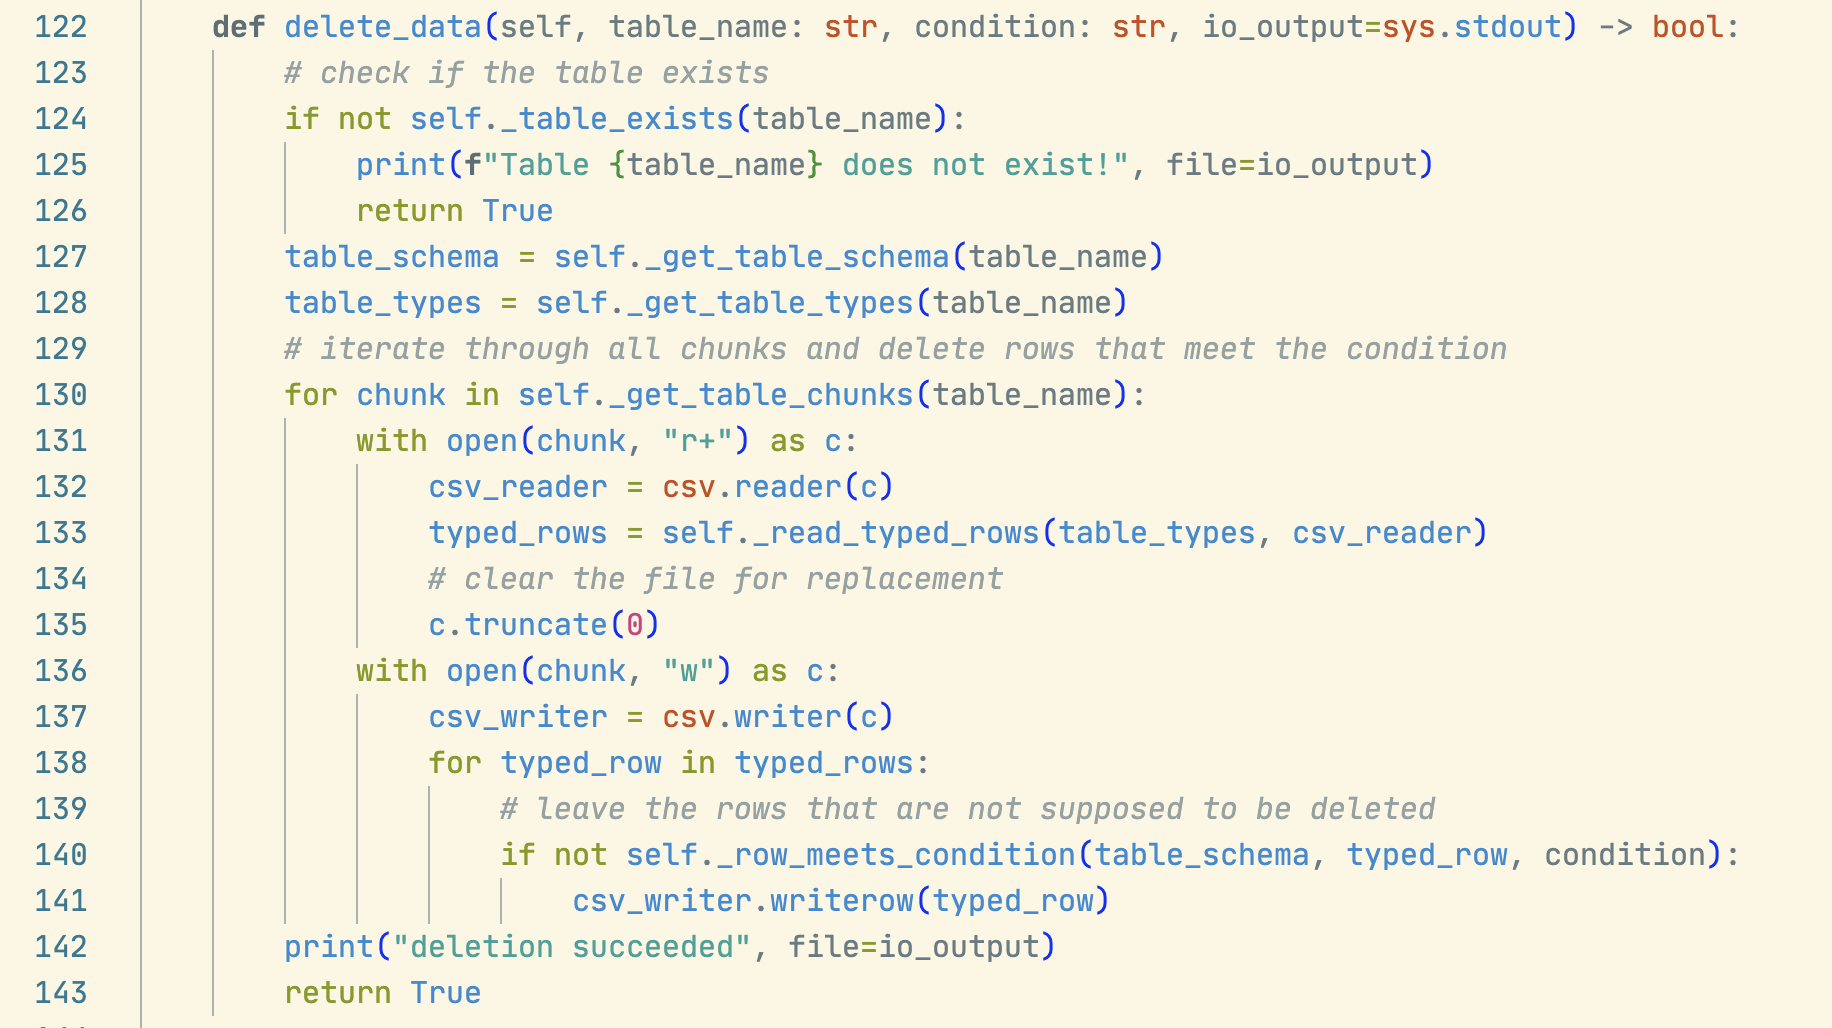 122 def delete_data(self, table_name: str, condition: str, io_output=sys.stdout) -> bool:
123 # check if the table exists
124 if not self._table_exists(table_name):
125 print(f"Table {table_name} does not exist!", file=io_output)
126 return True
127 table_schema = self._get_table_schema(table_name)
128 table_types = self._get_table_types(table_name)
129 # iterate through all chunks and delete rows that meet the condition
130 for chunk in self._get_table_chunks(table_name):
131 with open(chunk, "r+") as c:
132 csv_reader = csv.reader(c)
133 typed_rows = self._read_typed_rows(table_types, csv_reader)
134 # clear the file for replacement
135 c.truncate(0)
136 with open(chunk, "w") as c:
137 csv_writer = csv.writer(c)
138 for typed_row in typed_rows:
139 # leave the rows that are not supposed to be deleted
140 if not self._row_meets_condition(table_schema, typed_row, condition):
141 csv_writer.writerow(typed_row)
142 print("deletion succeeded", file=io_output)
143 return True